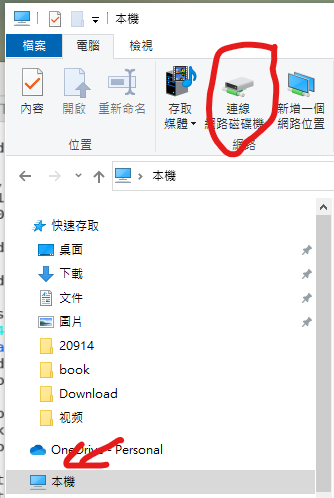 本機
檔案 電腦 檢視
內容 開啟 重新命名 存取媒體 連線網路磁碟機 新增一個網路位置
位置 網路
本機
快速存取
桌面
下載
文件
圖片
20914
book
Download
视频
OneDrive - Personal
本機